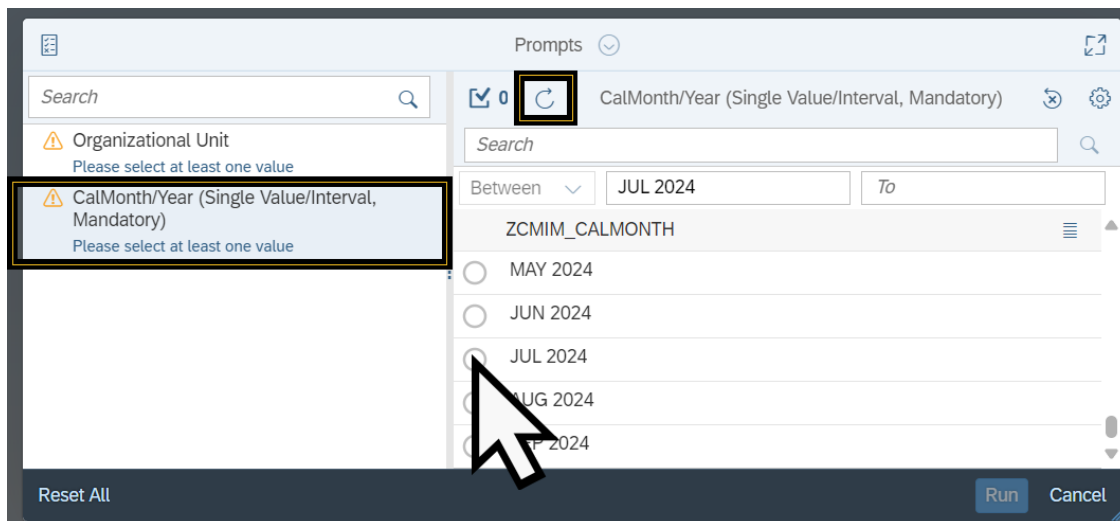 Prompts
Search
0
CalMonth/Year (Single Value/Interval, Mandatory)
Organizational Unit
Please select at least one value
CalMonth/Year (Single Value/Interval,
Mandatory)
Please select at least one value
Search
Between
JUL 2024
To
ZCMIM_CALMONTH
MAY 2024
JUN 2024
JUL 2024
AUG 2024
2024
Reset All
Run
Cancel